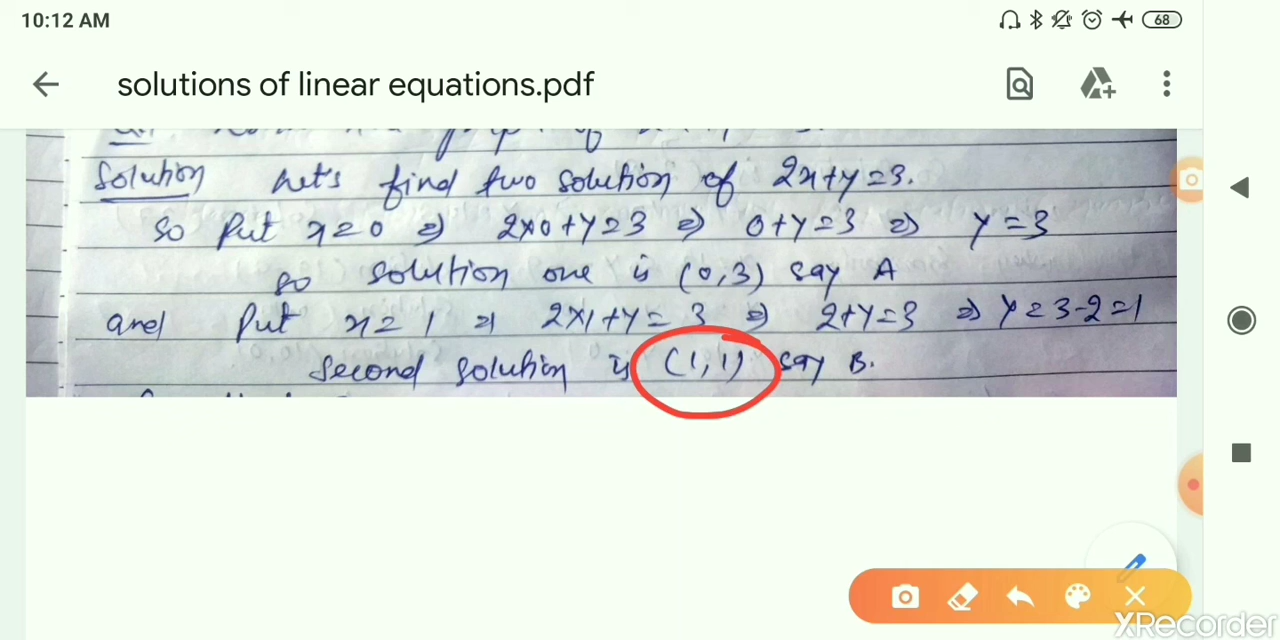 10:12 AM
68
solutions of linear equations.pdf
Solution Let's find two solution of 2x+y=3.
so Put x=0 ⇒ 2×0+y=3 ⇒ 0+y=3 ⇒ y=3
so solution one is (0,3) say A
and Put x=1 ⇒ 2×1+y=3 ⇒ 2+y=3 ⇒ y=3-2=1
Second solution is (1,1) say B.
XRecorder